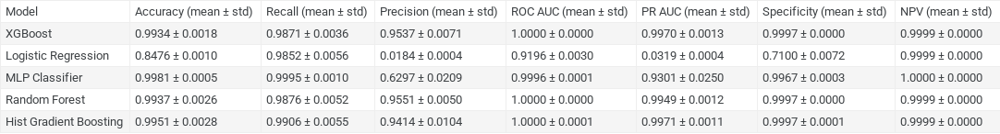 Model Accuracy (mean ± std) Recall (mean ± std) Precision (mean ± std) ROC AUC (mean ± std) PR AUC (mean ± std) Specificity (mean ± std) NPV (mean ± std)
XGBoost 0.9934 ± 0.0018 0.9871 ± 0.0036 0.9537 ± 0.0071 1.0000 ± 0.0000 0.9970 ± 0.0013 0.9997 ± 0.0000 0.9999 ± 0.0000
Logistic Regression 0.8476 ± 0.0010 0.9852 ± 0.0056 0.0184 ± 0.0004 0.9196 ± 0.0030 0.0319 ± 0.0004 0.7100 ± 0.0072 0.9999 ± 0.0000
MLP Classifier 0.9981 ± 0.0005 0.9995 ± 0.0010 0.6297 ± 0.0209 0.9996 ± 0.0001 0.9301 ± 0.0250 0.9967 ± 0.0003 1.0000 ± 0.0000
Random Forest 0.9937 ± 0.0026 0.9876 ± 0.0052 0.9551 ± 0.0050 1.0000 ± 0.0000 0.9949 ± 0.0012 0.9997 ± 0.0000 0.9999 ± 0.0000
Hist Gradient Boosting 0.9951 ± 0.0028 0.9906 ± 0.0055 0.9414 ± 0.0104 1.0000 ± 0.0001 0.9971 ± 0.0011 0.9997 ± 0.0001 0.9999 ± 0.0000